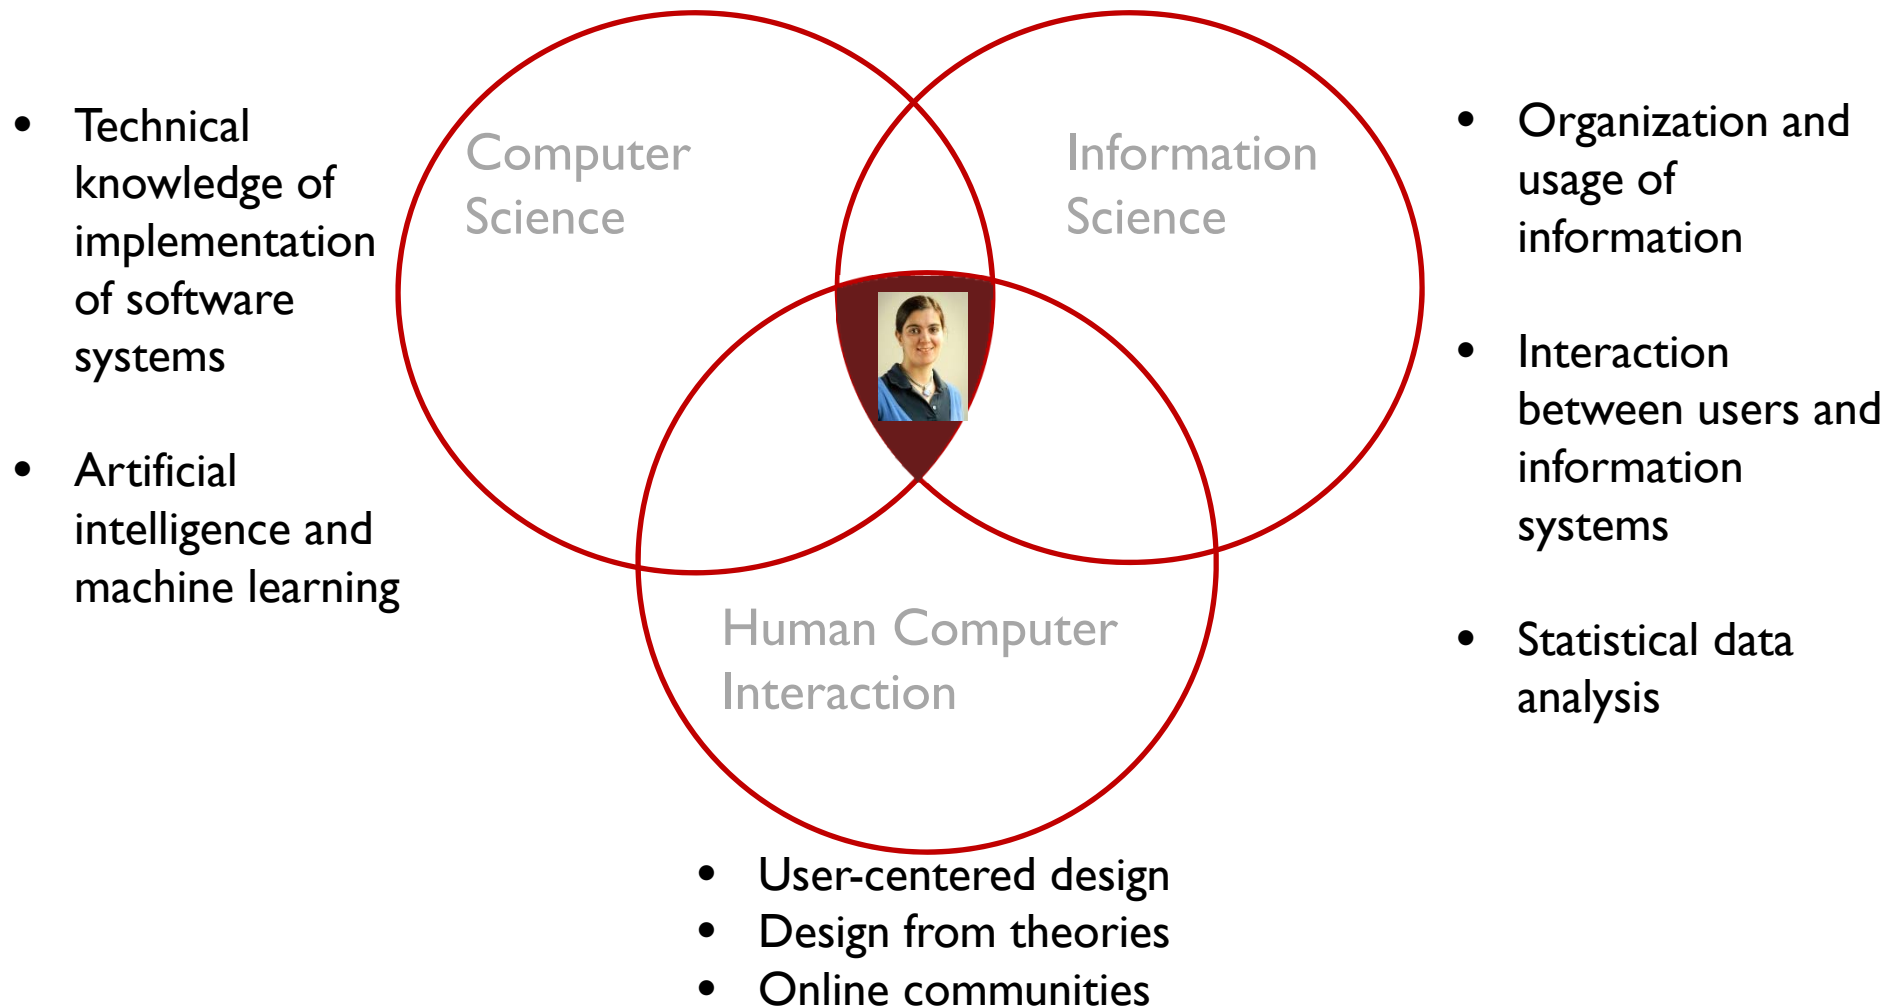 • Technical
knowledge of
implementation
of software
systems
• Artificial
intelligence and
machine learning
Computer
Science
Information
Science
• Organization and
usage of
information
• Interaction
between users and
information
systems
• Statistical data
analysis
Human Computer
Interaction
• User-centered design
• Design from theories
• Online communities